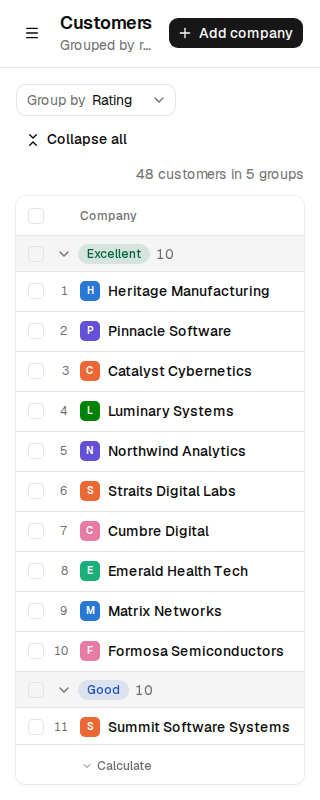 Customers
Grouped by r...
Add company
Group by Rating
Collapse all
48 customers in 5 groups
Company
Excellent 10
1 H Heritage Manufacturing
2 P Pinnacle Software
3 C Catalyst Cybernetics
4 L Luminary Systems
5 N Northwind Analytics
6 S Straits Digital Labs
7 C Cumbre Digital
8 E Emerald Health Tech
9 M Matrix Networks
10 F Formosa Semiconductors
Good 10
11 S Summit Software Systems
Calculate